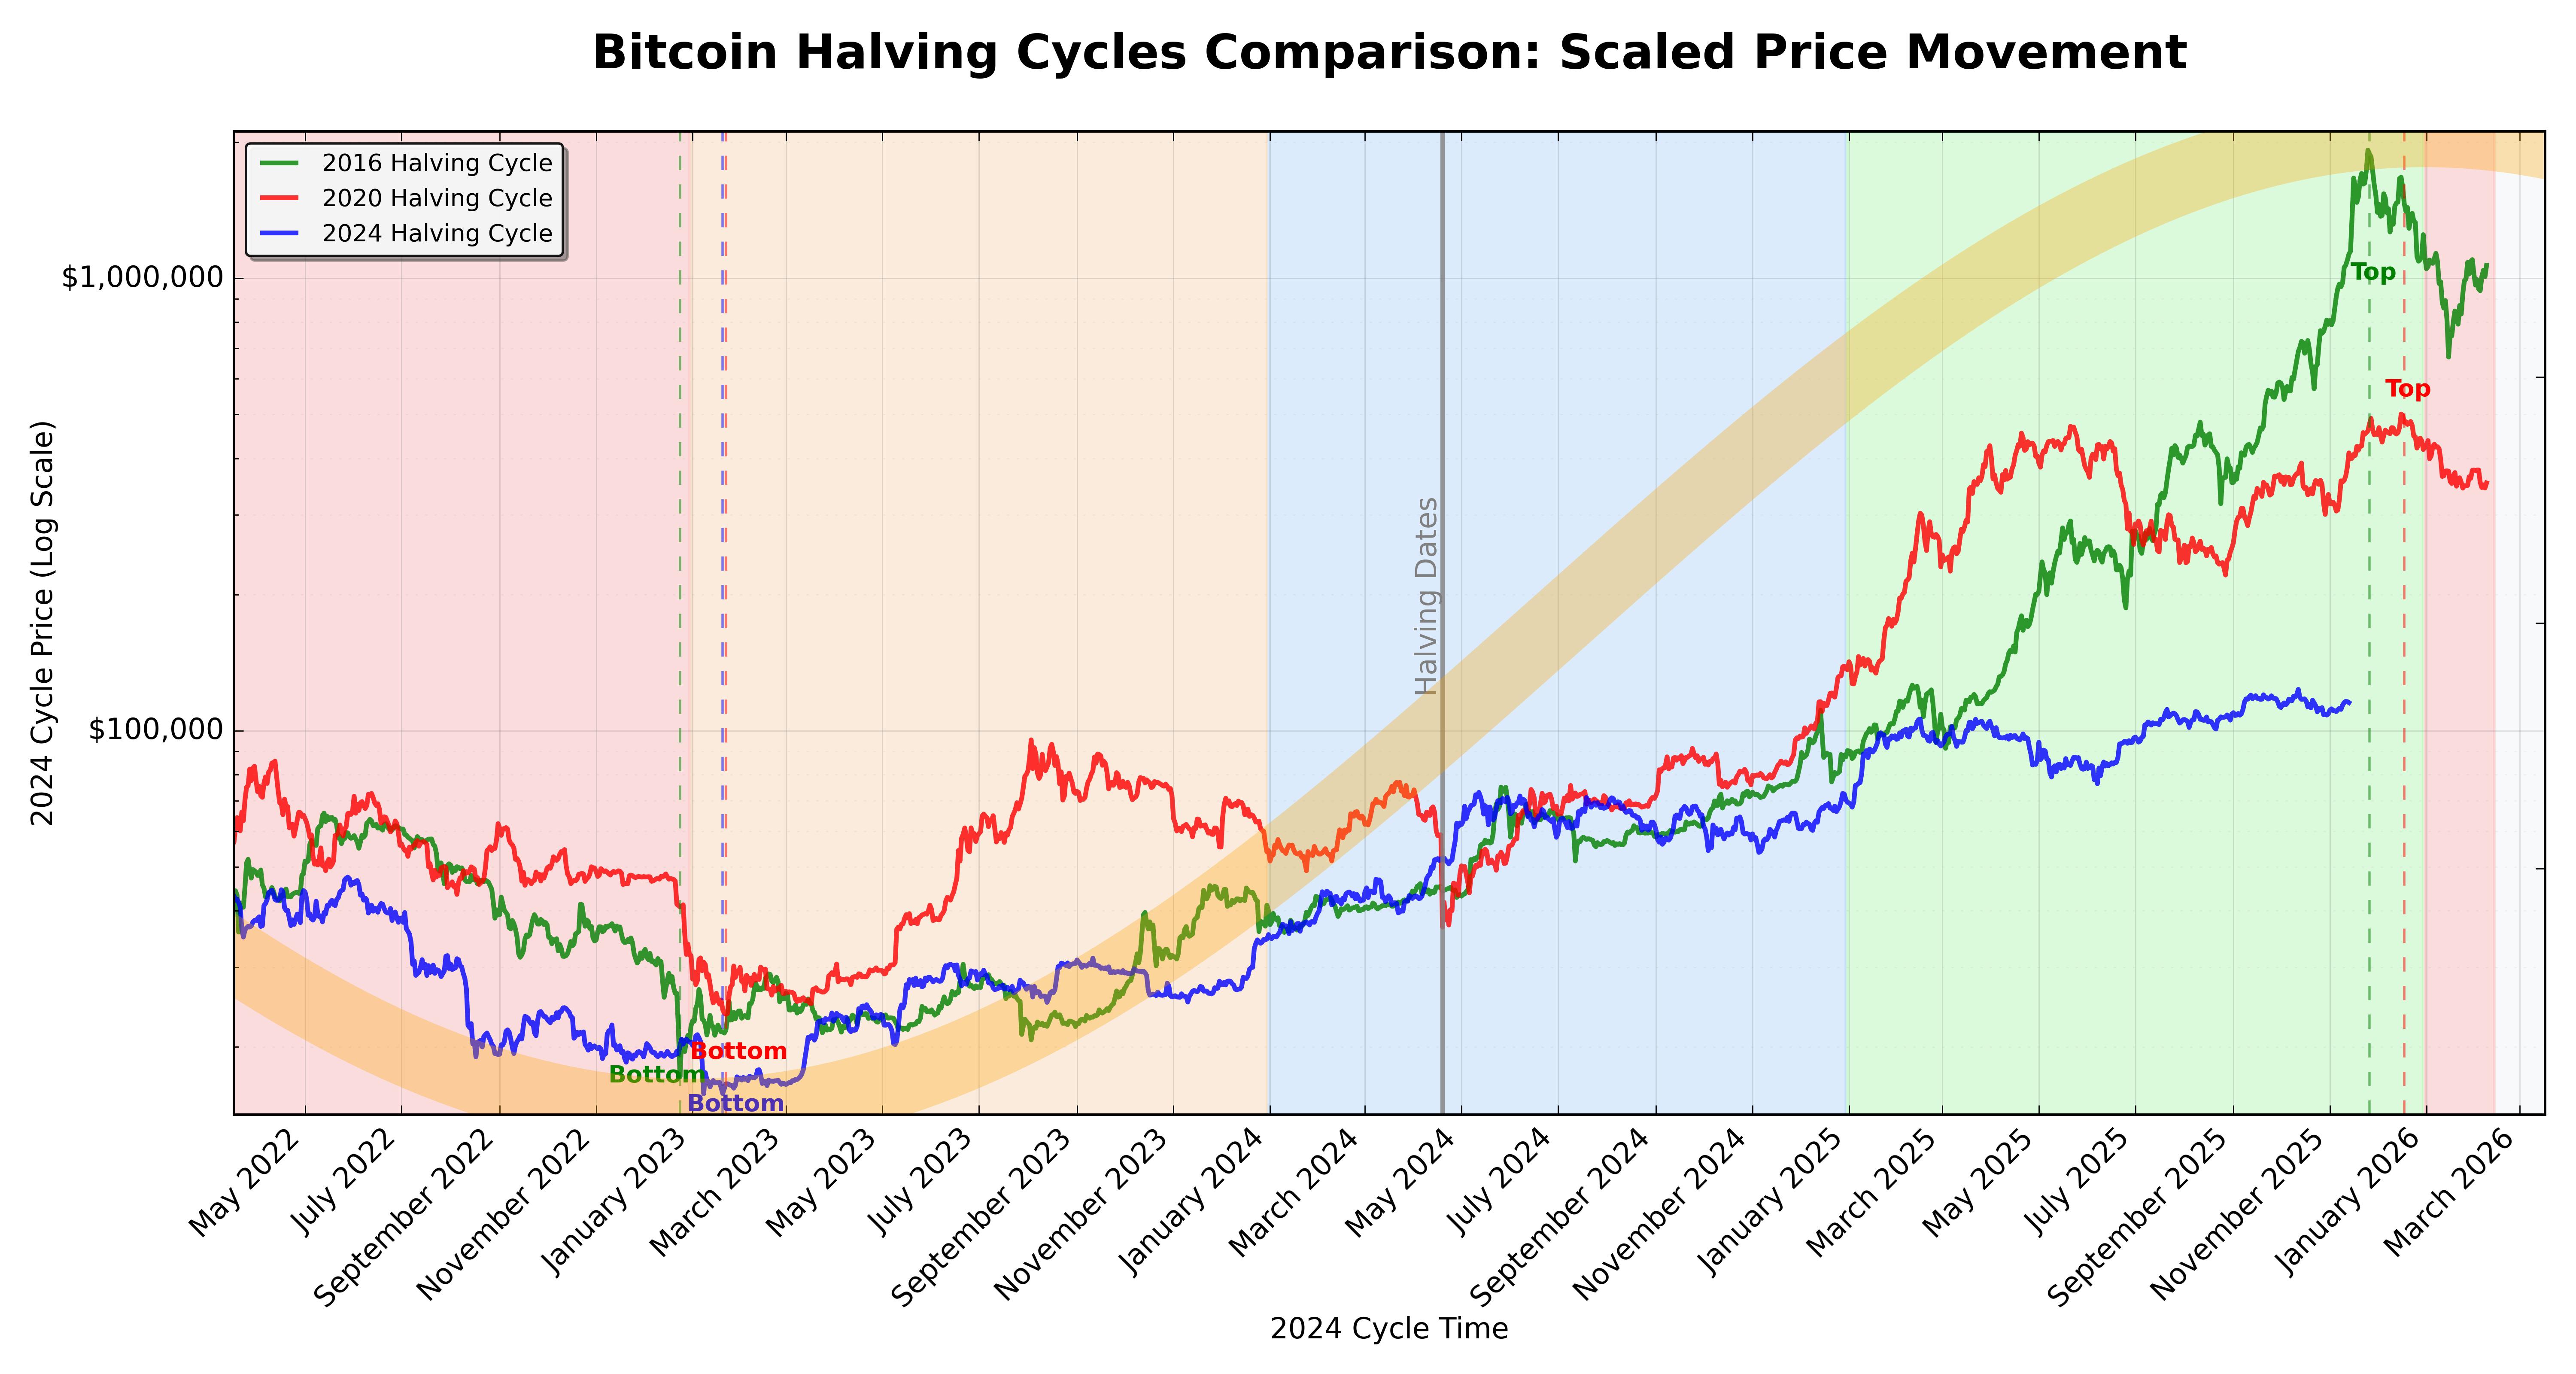 Bitcoin Halving Cycles Comparison: Scaled Price Movement
2016 Halving Cycle
2020 Halving Cycle
2024 Halving Cycle
2024 Cycle Price (Log Scale)
$1,000,000
$100,000
Halving Dates
Top
Top
Bottom
Bottom
Bottom
May 2022
July 2022
September 2022
November 2022
January 2023
March 2023
May 2023
July 2023
September 2023
November 2023
January 2024
March 2024
May 2024
July 2024
September 2024
November 2024
January 2025
March 2025
May 2025
July 2025
September 2025
November 2025
January 2026
March 2026
2024 Cycle Time